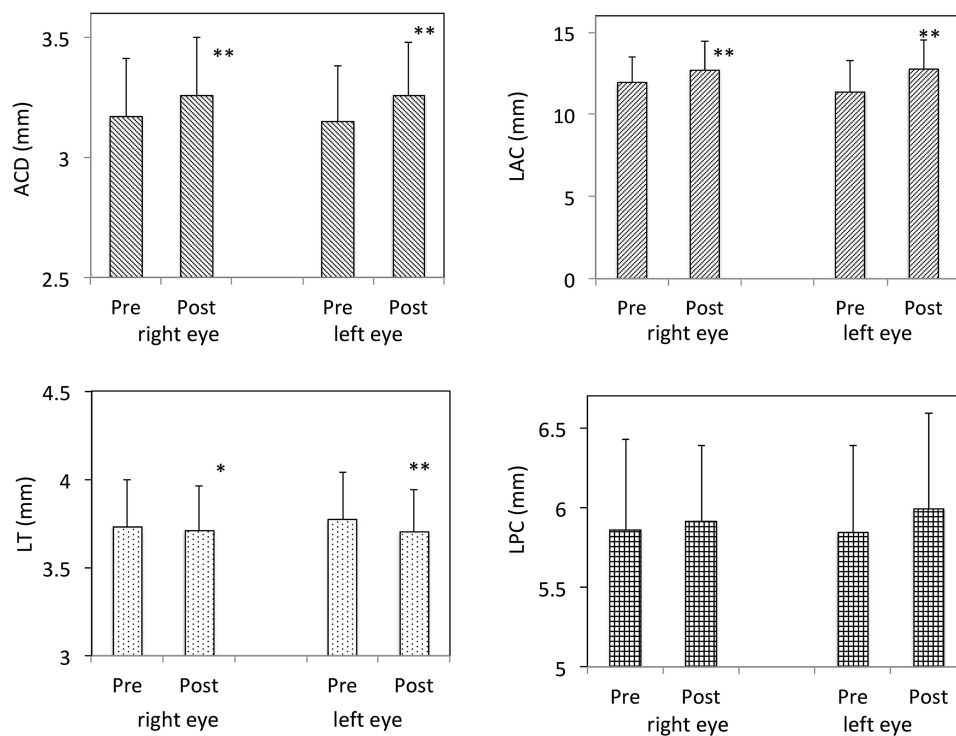 ACD (mm)
3.5
3
2.5
**
**
Pre Post Pre Post
right eye left eye
LAC (mm)
15
10
5
0
**
**
Pre Post Pre Post
right eye left eye
LT (mm)
4.5
4
3.5
3
*
**
Pre Post Pre Post
right eye left eye
LPC (mm)
6.5
6
5.5
5
Pre Post Pre Post
right eye left eye